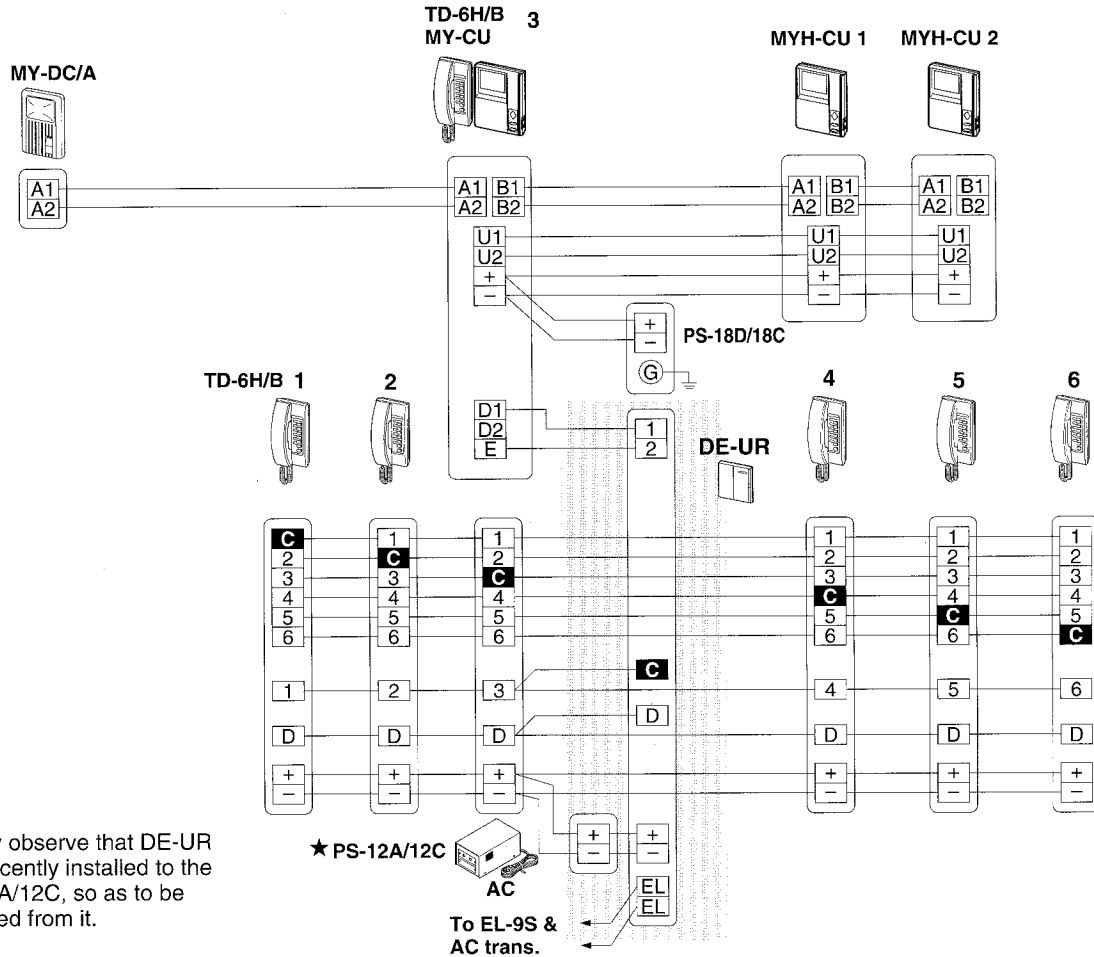 TD-6H/B 3
MY-CU
MYH-CU 1 MYH-CU 2
MY-DC/A
A1 A1 B1 A1 B1 A1 B1
A2 A2 B2 A2 B2 A2 B2
U1 U1 U1
U2 U2 U2
+ + +
− − −
+
− PS-18D/18C
G
TD-6H/B 1 2 4 5 6
D1
D2 1
E 2
DE-UR
C 1 1 1 1 1
2 C 2 2 2 2
3 3 C 3 3 3
4 4 4 C 4 4
5 5 5 5 C 5
6 6 6 6 6 C
C
1 2 3 4 5 6
D
D D D D D D
+ + + + + +
− − − − − −
+ +
− −
★ PS-12A/12C
AC
EL
EL
To EL-9S &
AC trans.
observe that DE-UR
cently installed to the
A/12C, so as to be
ed from it.